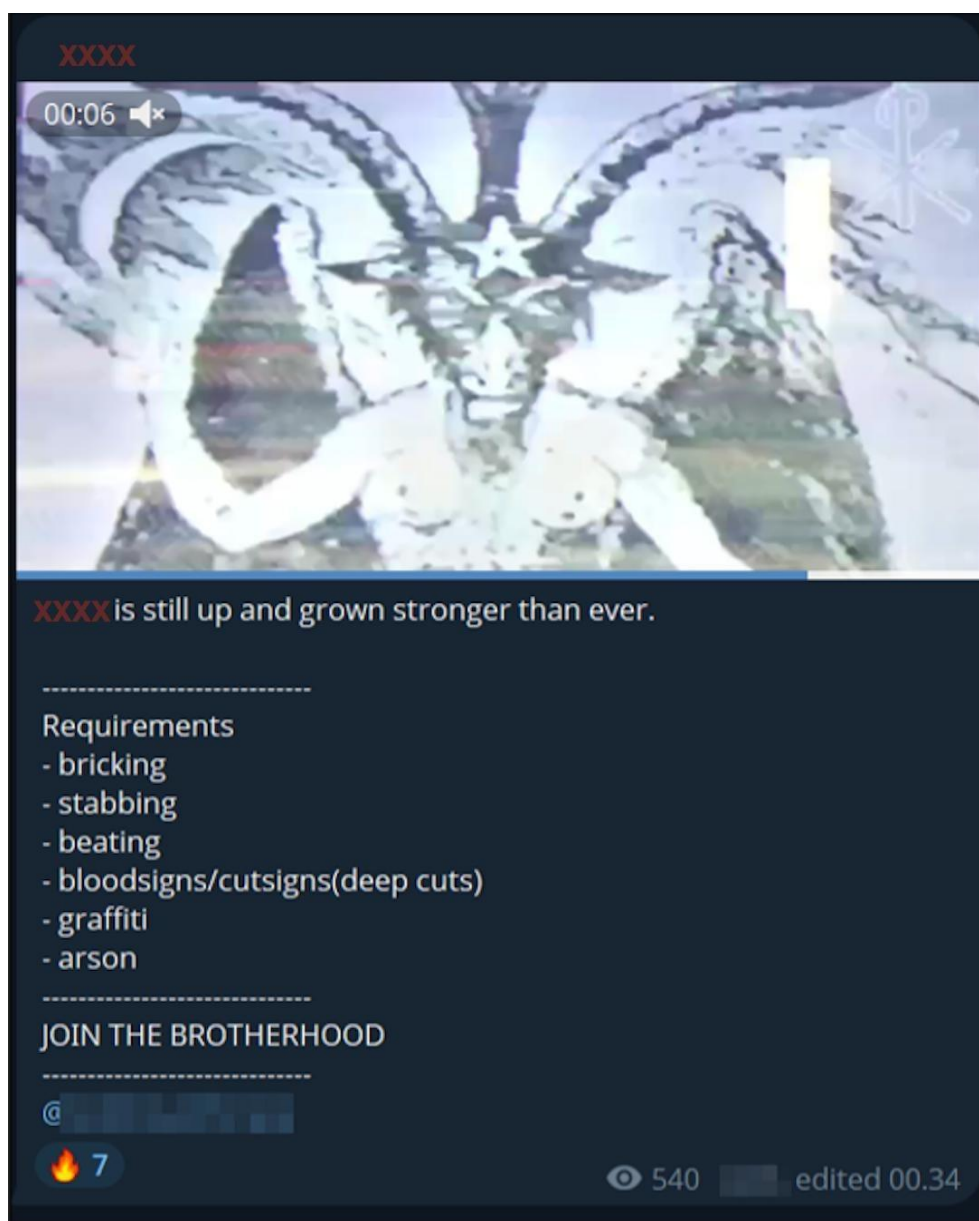 XXXX
00:06
XXXX is still up and grown stronger than ever.
------------------------------
Requirements
- bricking
- stabbing
- beating
- bloodsigns/cutsigns(deep cuts)
- graffiti
- arson
------------------------------
JOIN THE BROTHERHOOD
------------------------------
@
7
540 edited 00.34